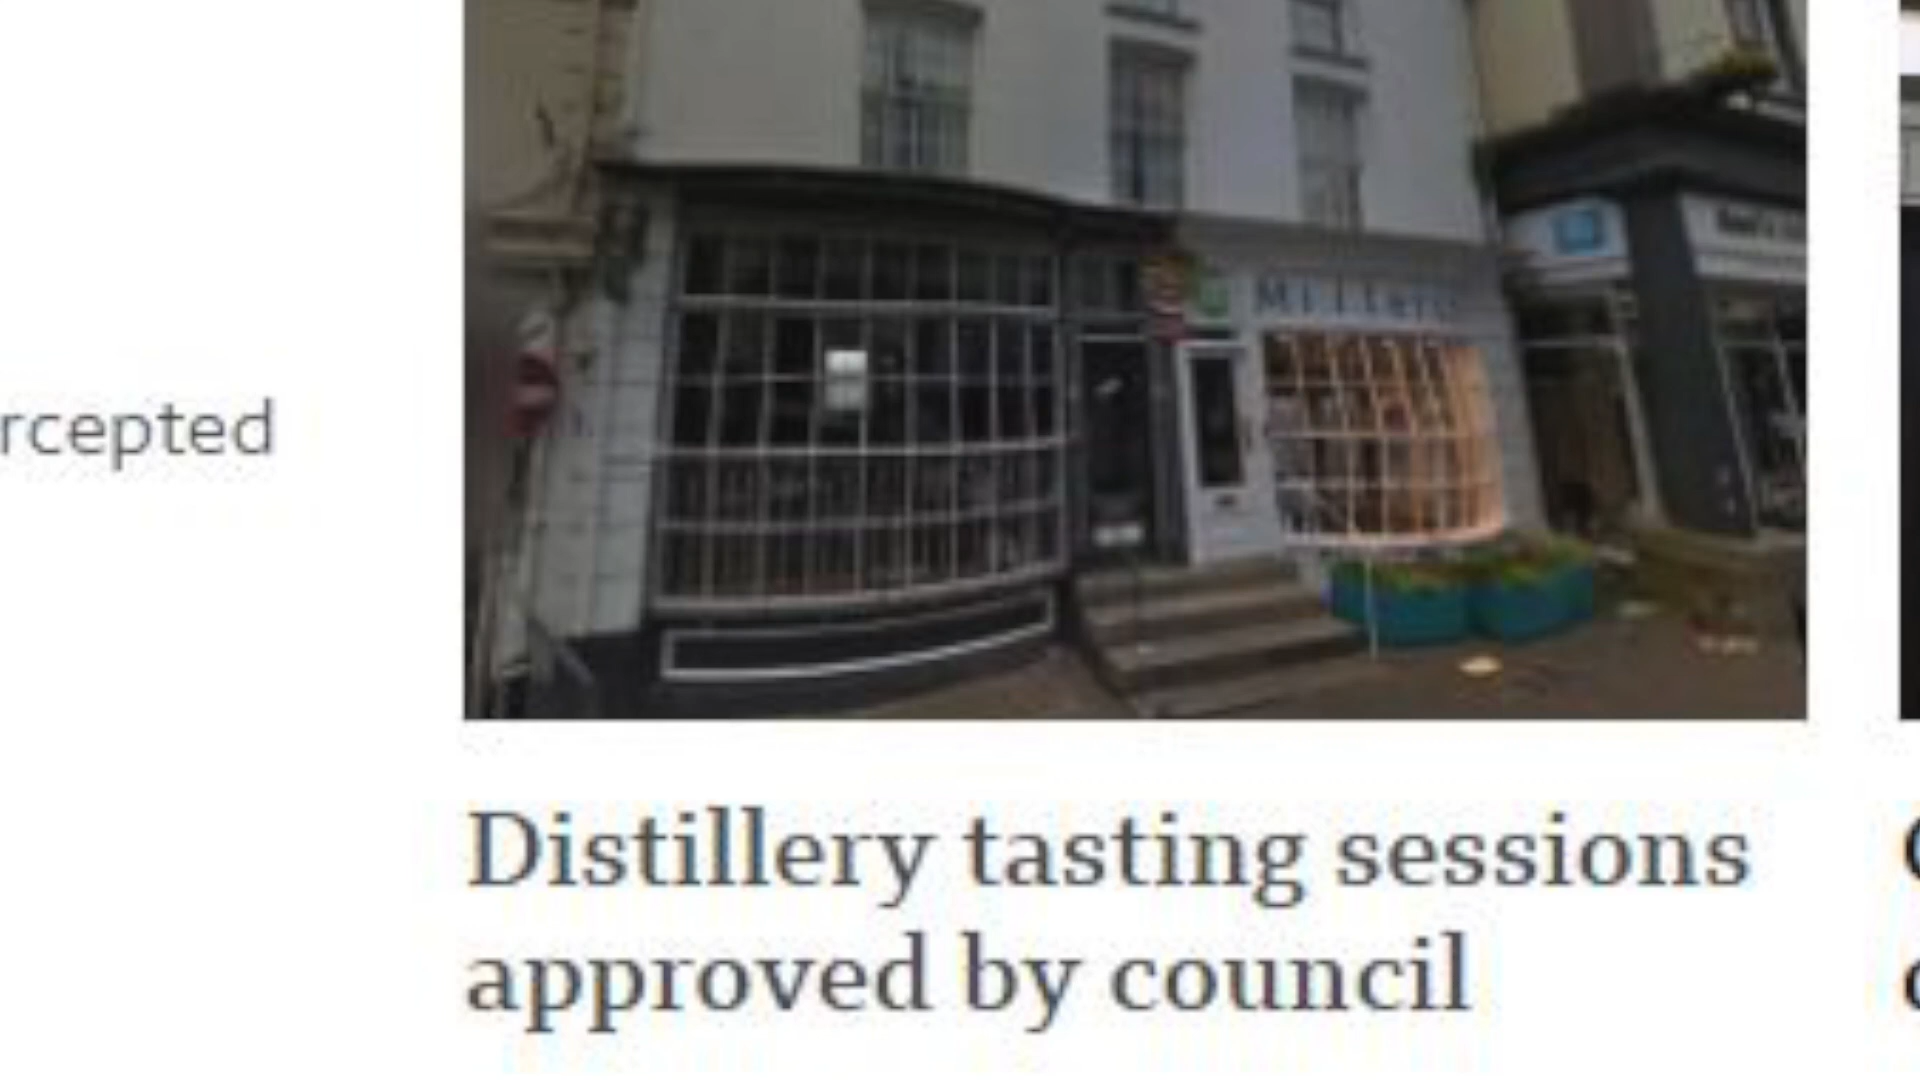 rcepted
Distillery tasting sessions
approved by council